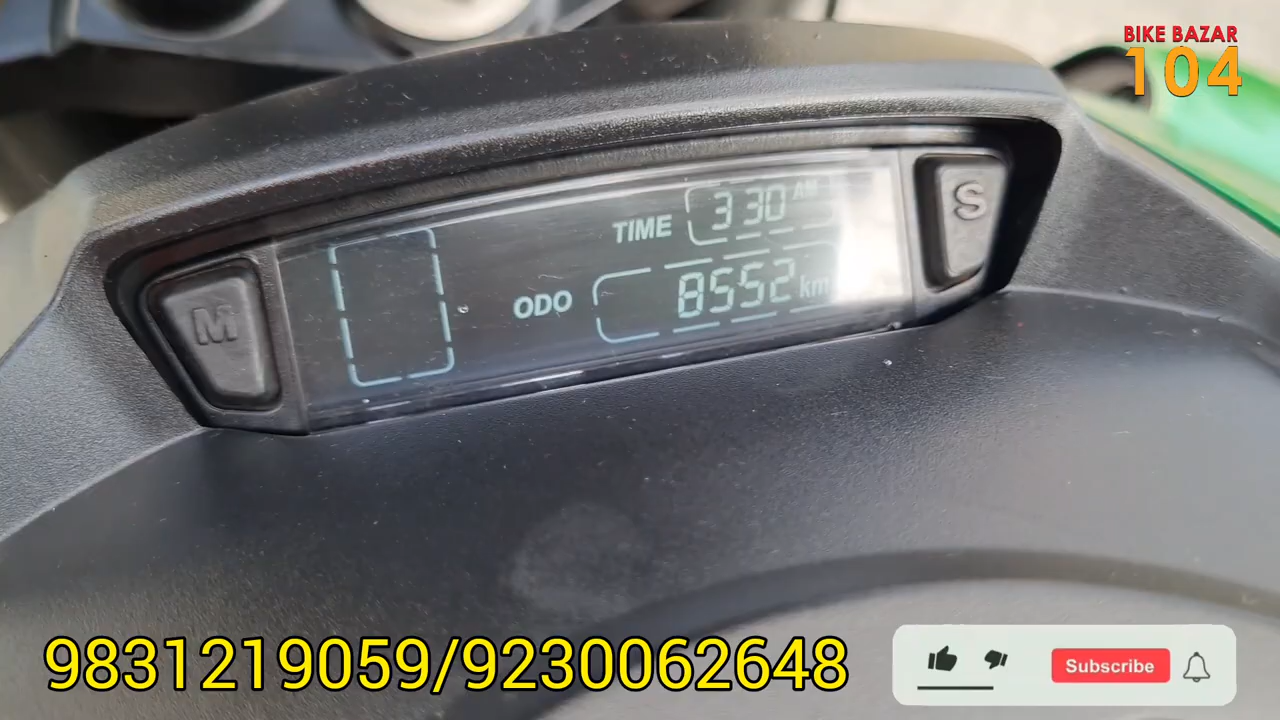 BIKE BAZAR
104
S
TIME 3:30 AM
ODO 8552 km
M
9831219059/9230062648
Subscribe